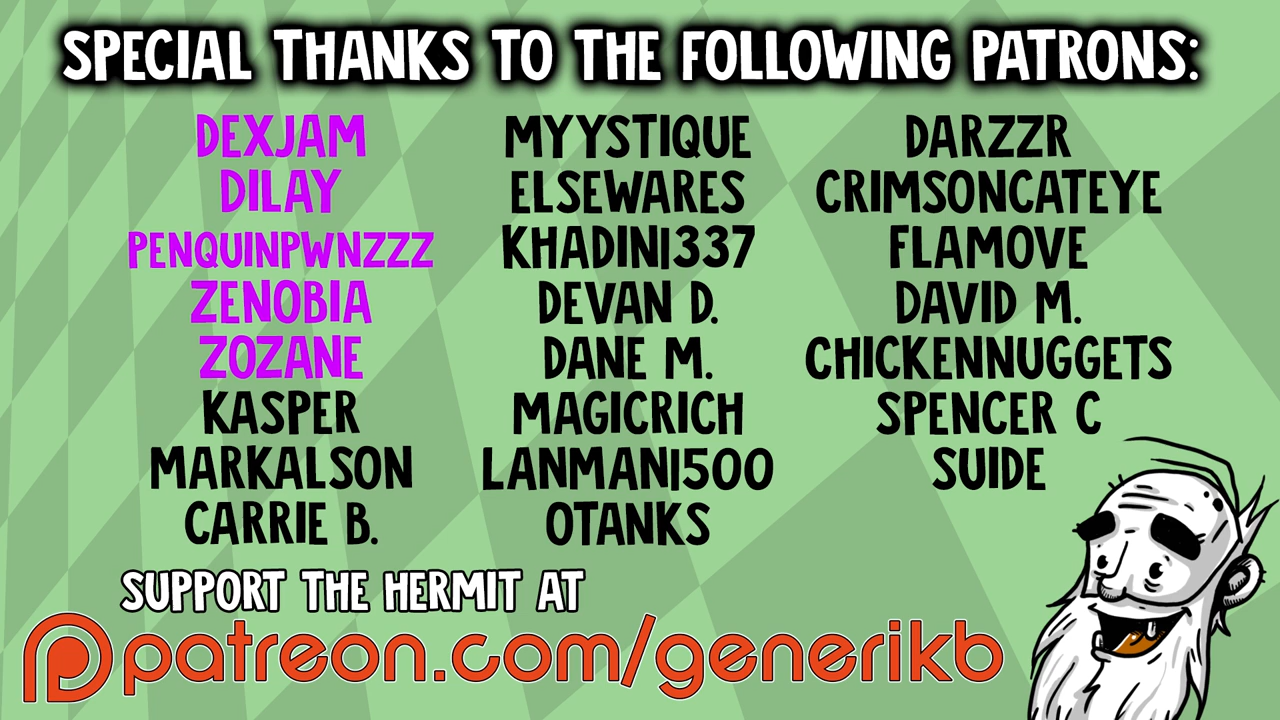 SPECIAL THANKS TO THE FOLLOWING PATRONS:
DEXJAM
DILAY
PENQUINPWNZZZ
ZENOBIA
ZOZANE
KASPER
MARKALSON
CARRIE B.
MYYSTIQUE
ELSEWARES
KHADIN1337
DEVAN D.
DANE M.
MAGICRICH
LANMAN1500
OTANKS
DARZZR
CRIMSONCATEYE
FLAMOVE
DAVID M.
CHICKENNUGGETS
SPENCER C
SUIDE
SUPPORT THE HERMIT AT
patreon.com/generikb